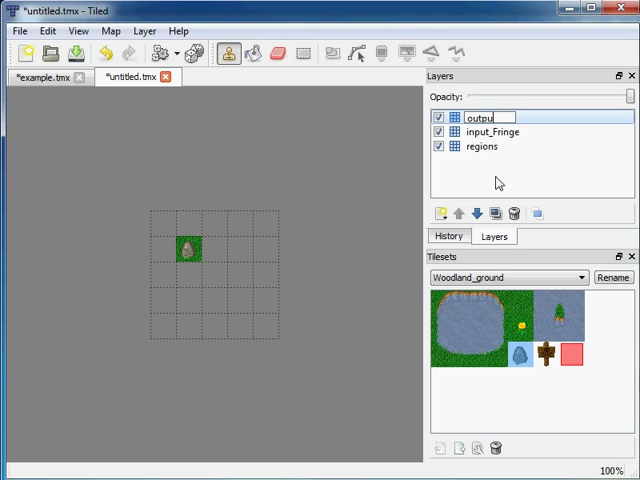 *untitled.tmx - Tiled
File Edit View Map Layer Help
*example.tmx *untitled.tmx
Layers
Opacity:
outpu
input_Fringe
regions
History Layers
Tilesets
Woodland_ground Rename
100%